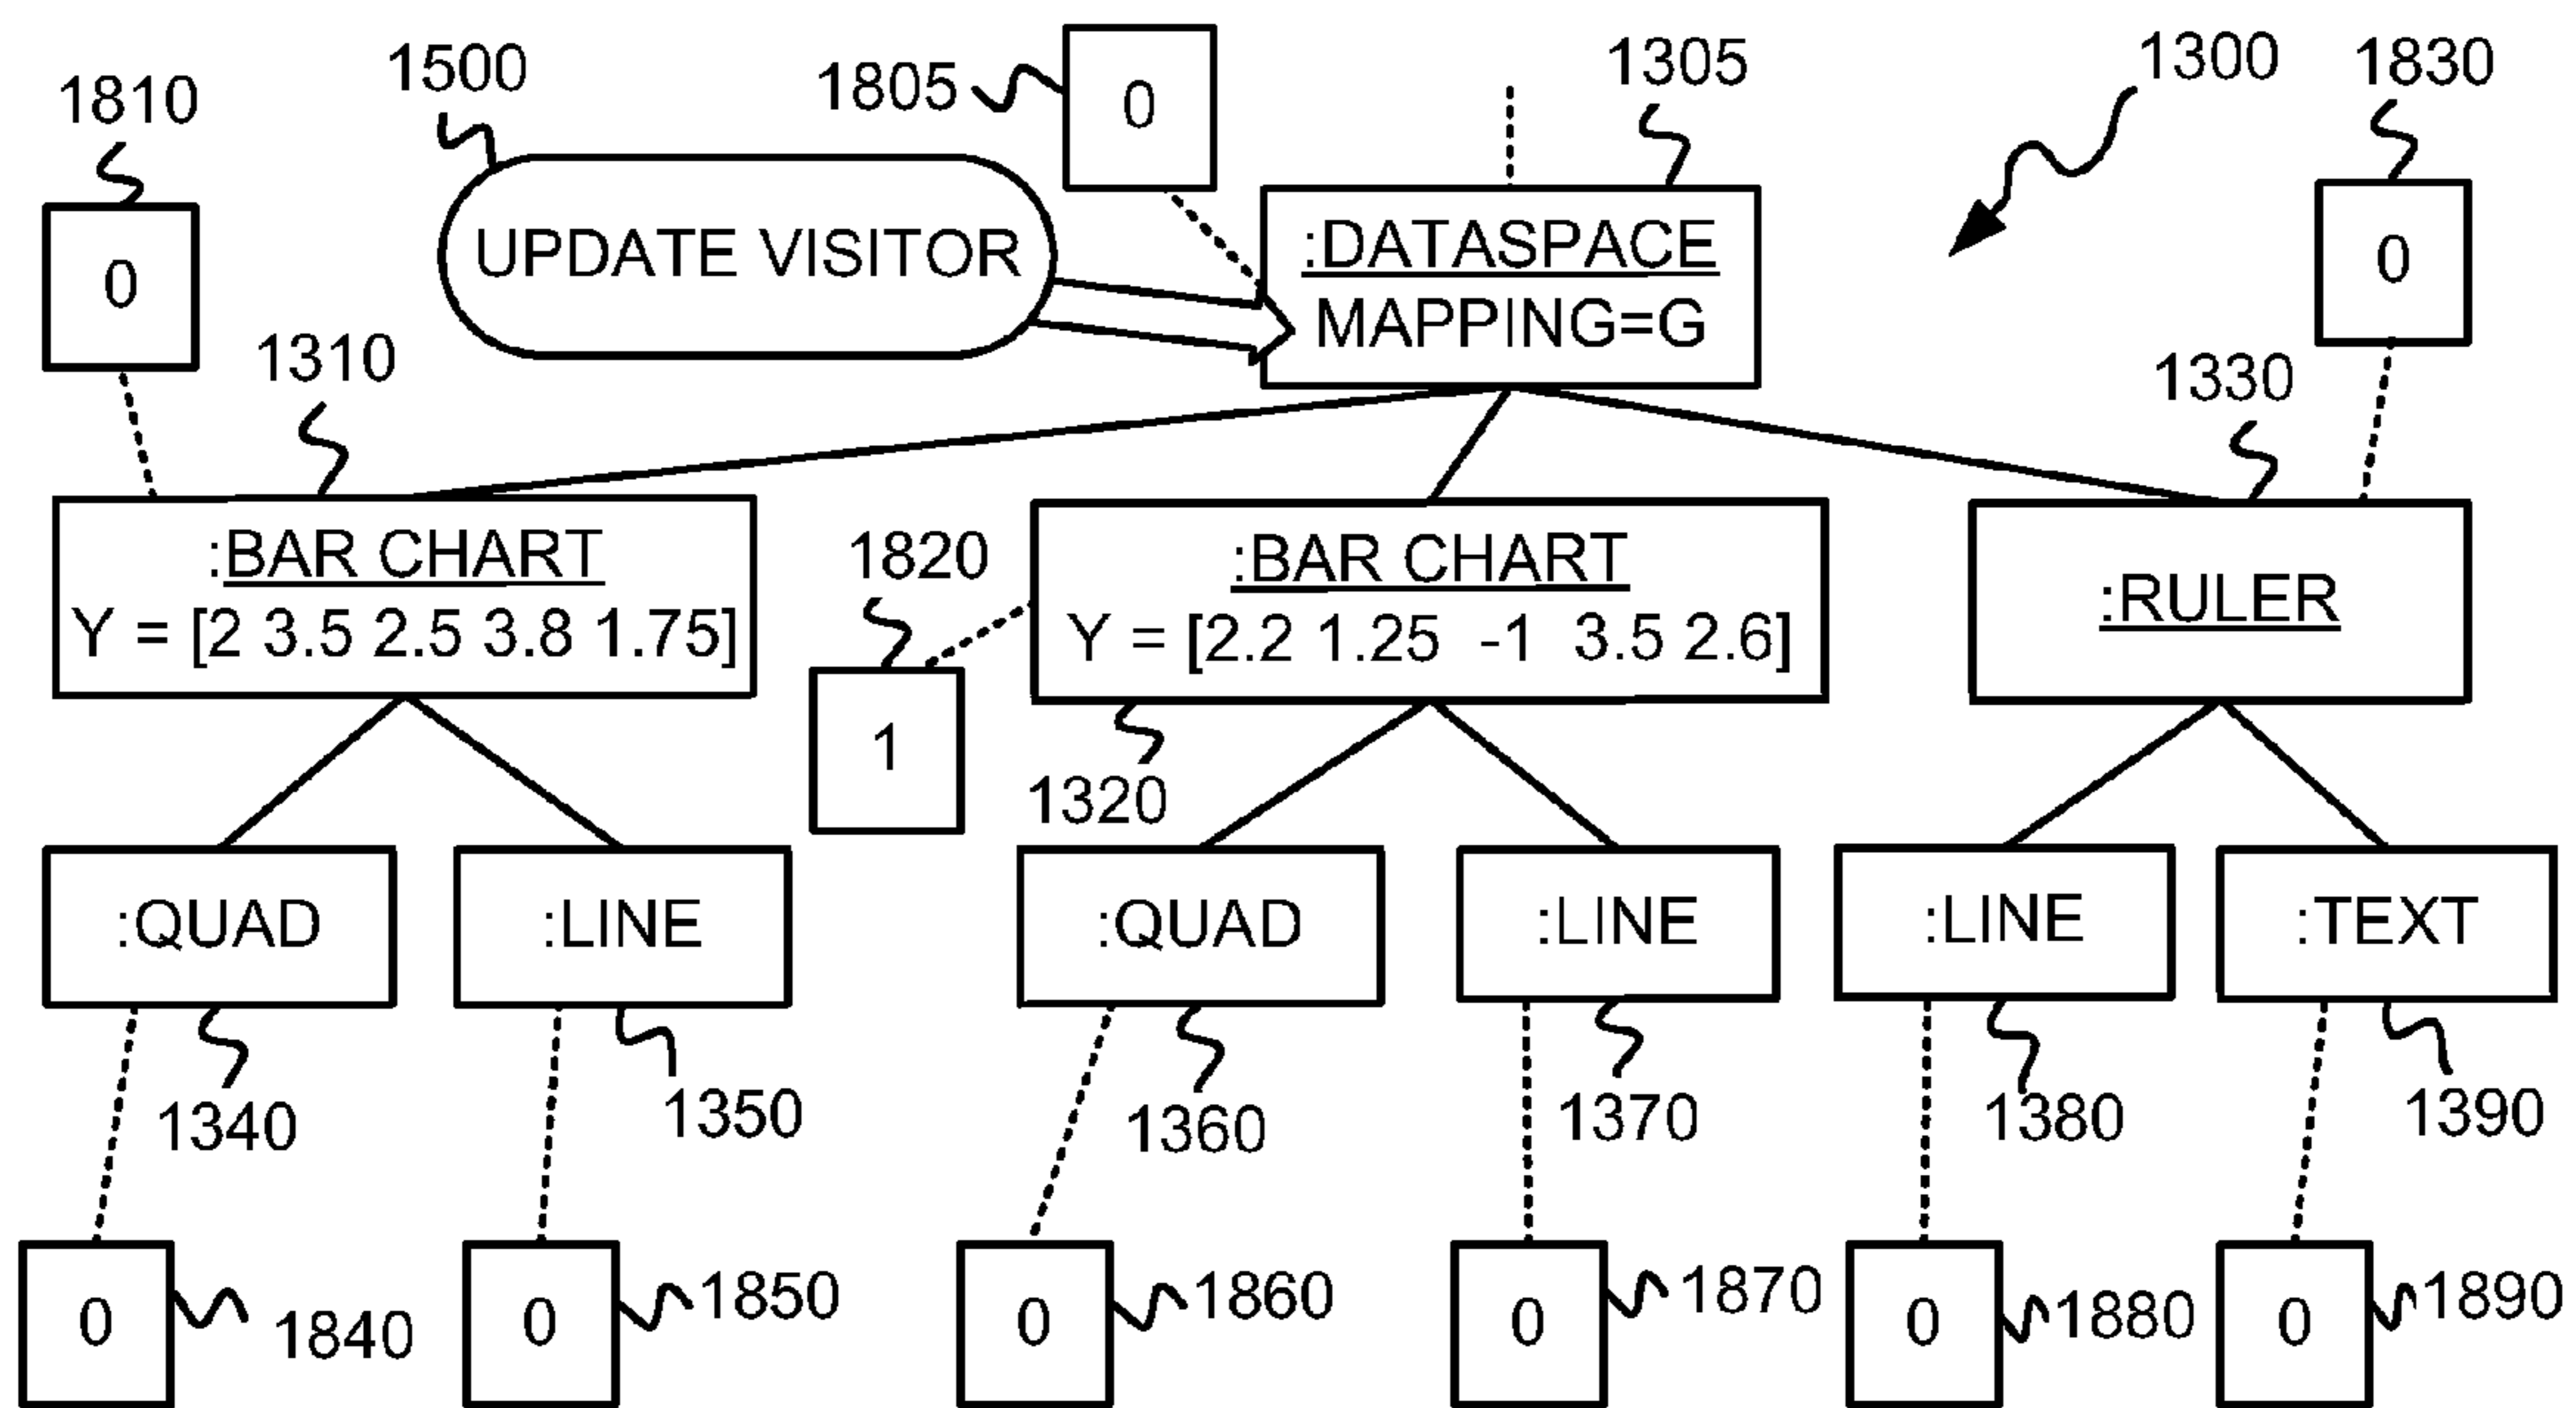 1810
1500
1805
0
1305
1300
1830
0
UPDATE VISITOR
:DATASPACE
MAPPING=G
0
1310
1330
:BAR CHART
Y = [2 3.5 2.5 3.8 1.75]
1820
1
:BAR CHART
Y = [2.2 1.25 -1 3.5 2.6]
1320
:RULER
:QUAD
:LINE
:QUAD
:LINE
:LINE
:TEXT
1340
1350
1360
1370
1380
1390
0
1840
0
1850
0
1860
0
1870
0
1880
0
1890